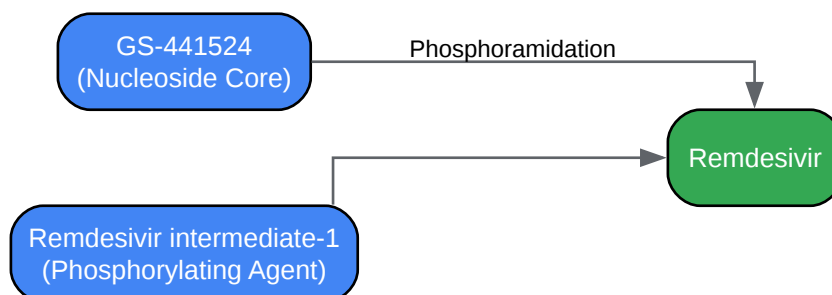 GS-441524
(Nucleoside Core)
Phosphoramidation
Remdesivir
Remdesivir intermediate-1
(Phosphorylating Agent)